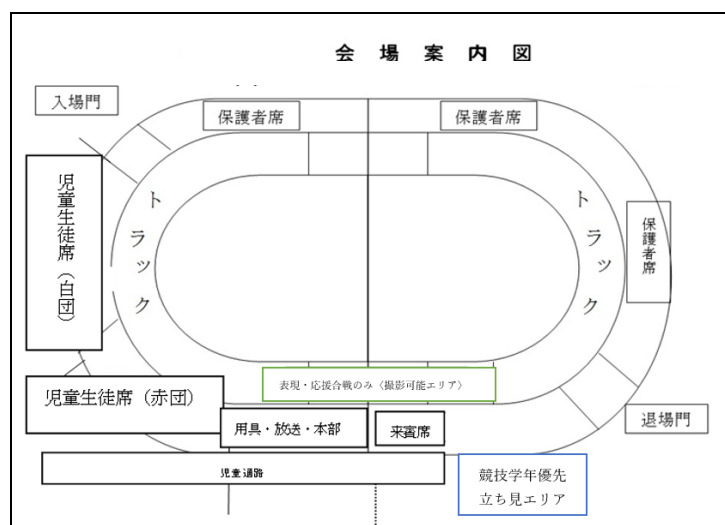 会場案内図
入場門
保護者席
保護者席
児童生徒席（白団）
トラック
トラック
保護者席
表現・応援合戦のみ（撮影可能エリア）
児童生徒席（赤団）
退場門
用具・放送・本部
来賓席
児童通路
競技学年優先
立ち見エリア